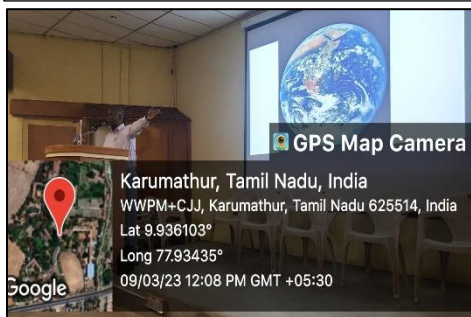 GPS Map Camera
Karumathur, Tamil Nadu, India
WWPM+CJJ, Karumathur, Tamil Nadu 625514, India
Lat 9.936103°
Long 77.93435°
09/03/23 12:08 PM GMT +05:30
Google